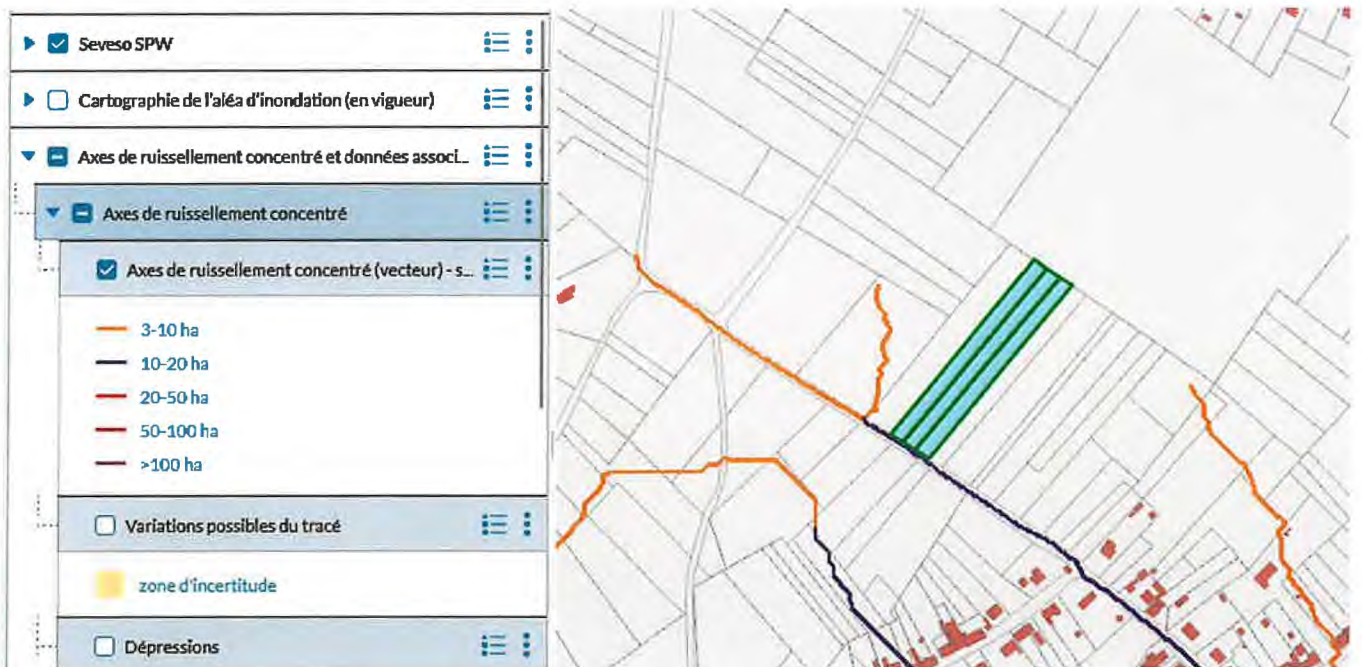 Seveso SPW
Cartographie de l'aléa d'inondation (en vigueur)
Axes de ruissellement concentré et données associ...
Axes de ruissellement concentré
Axes de ruissellement concentré (vecteur) - s...
3-10 ha
10-20 ha
20-50 ha
50-100 ha
>100 ha
Variations possibles du tracé
zone d'incertitude
Dépressions